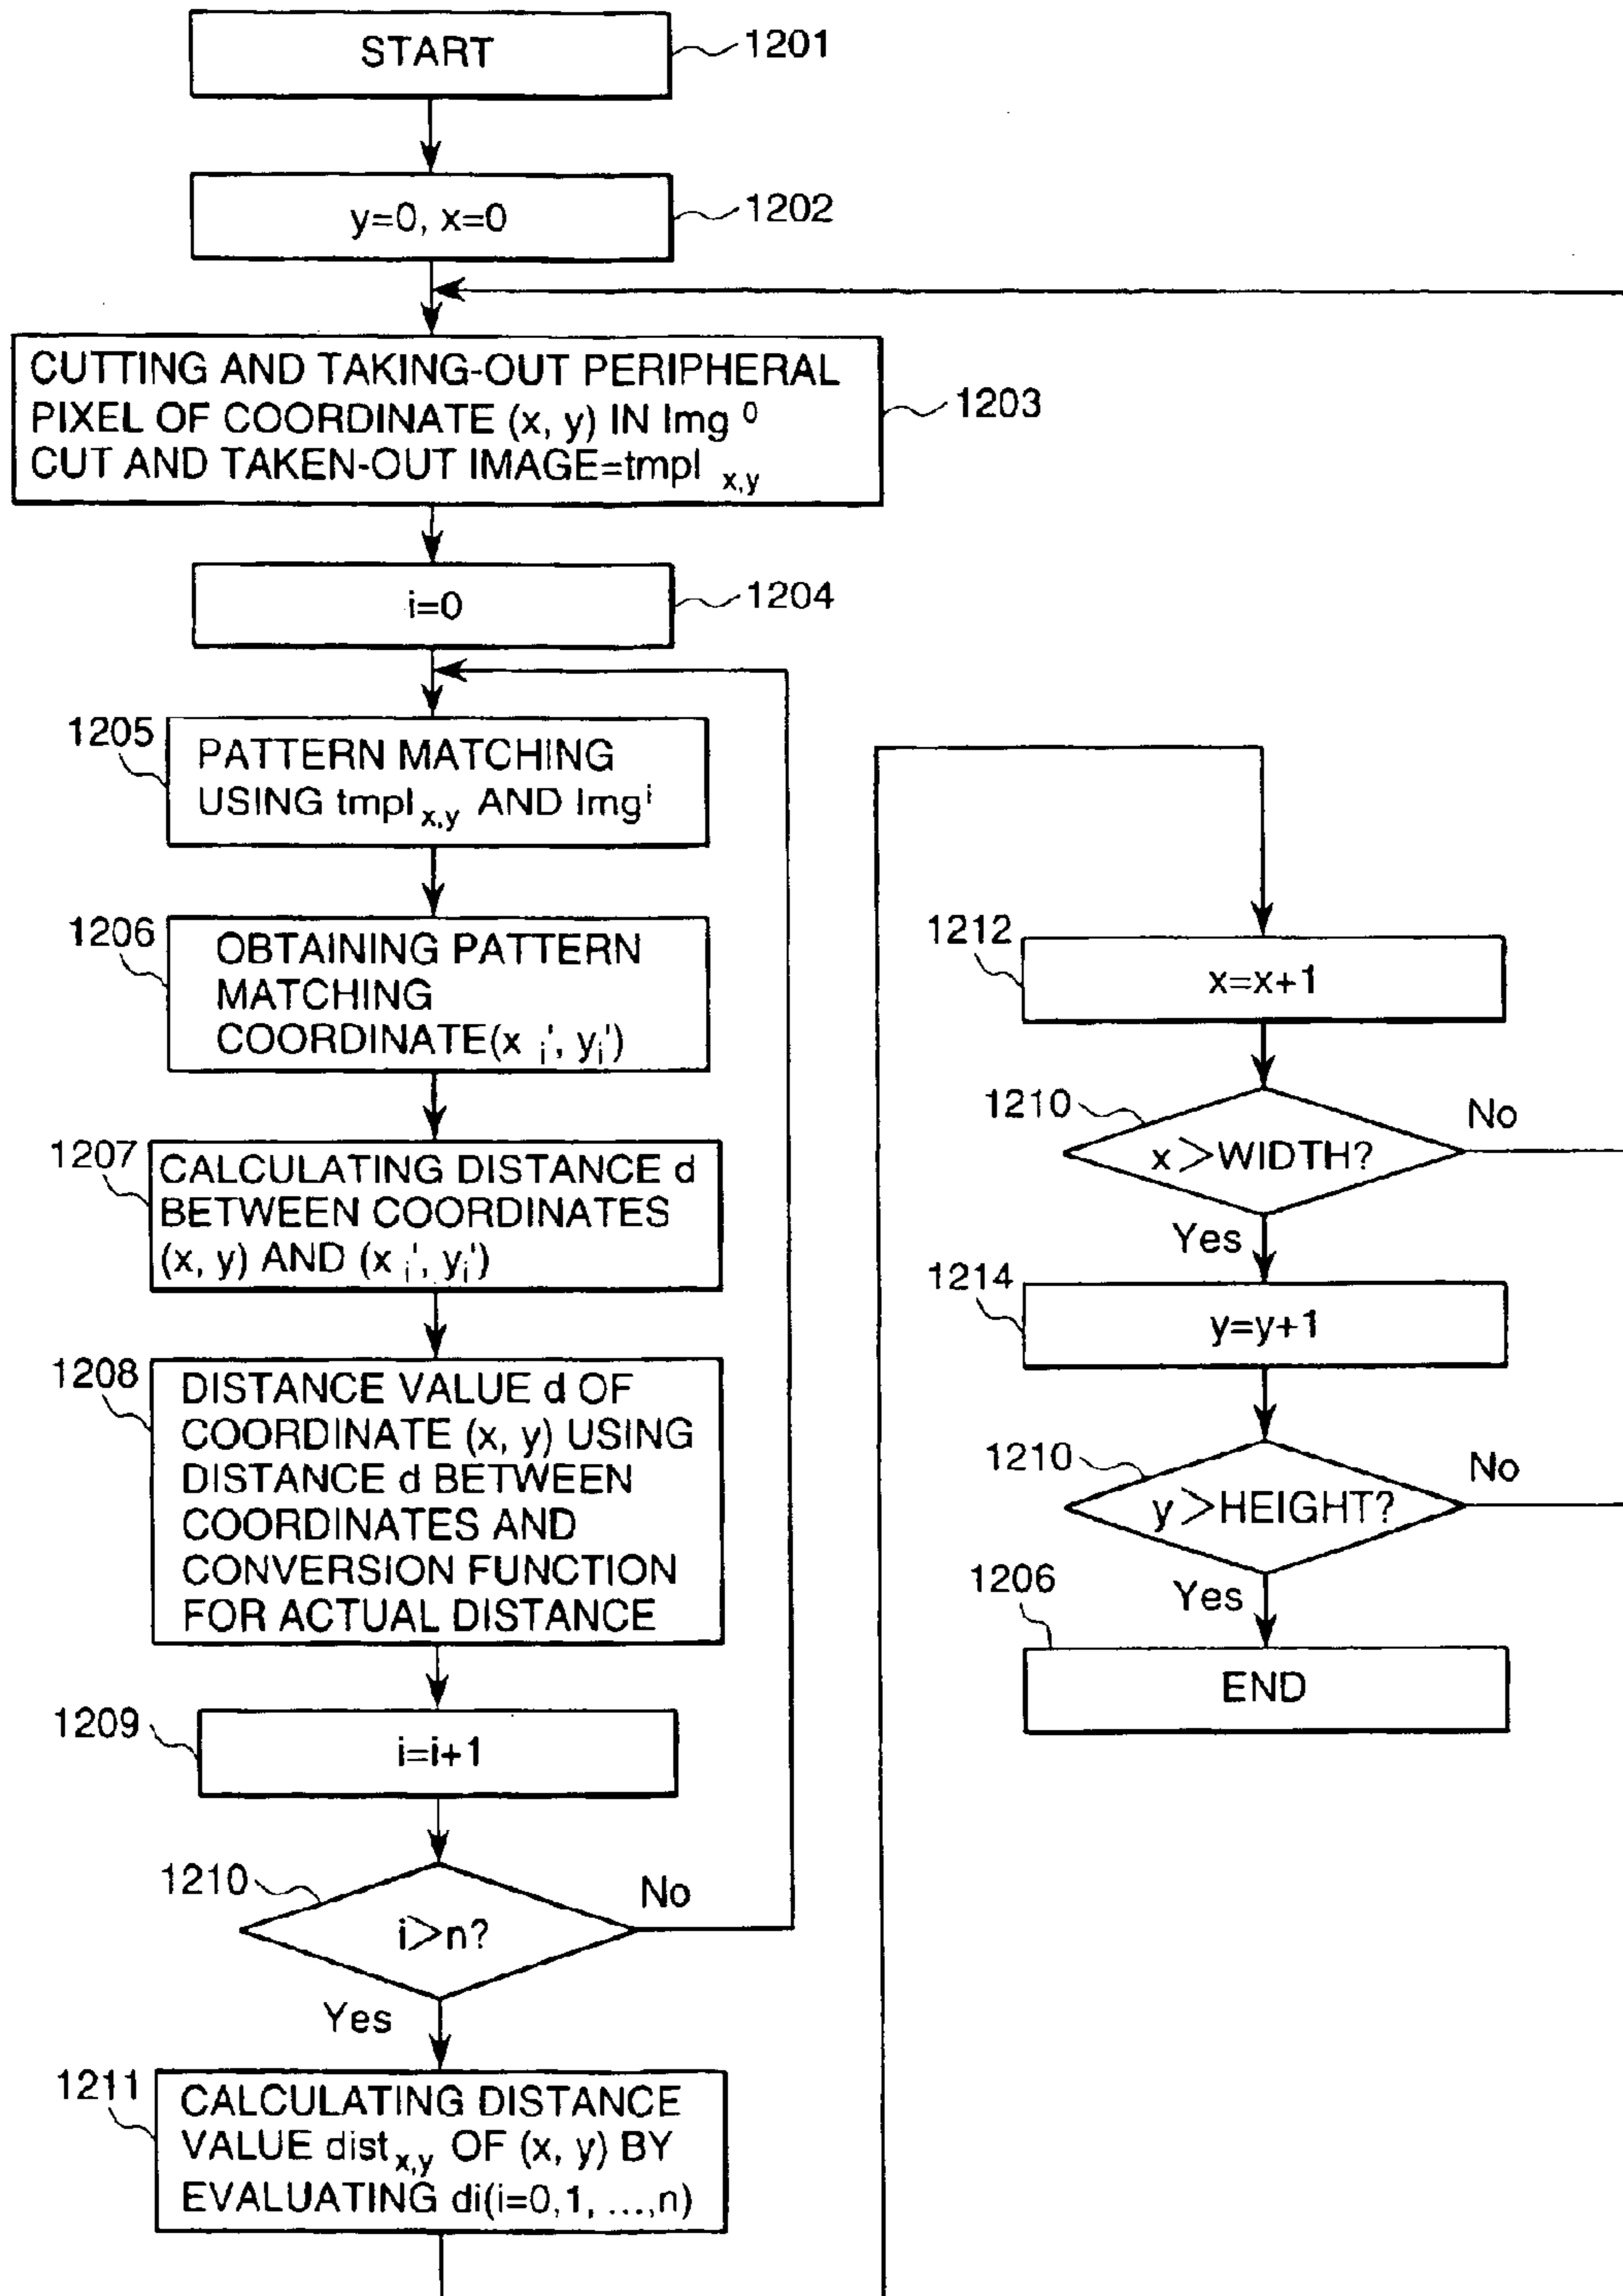 START
1201
y=0, x=0
1202
CUTTING AND TAKING-OUT PERIPHERAL
PIXEL OF COORDINATE (x, y) IN Img 0
CUT AND TAKEN-OUT IMAGE=tmpl x,y
1203
i=0
1204
1205
PATTERN MATCHING
USING tmpl x,y AND Img i
1206
OBTAINING PATTERN
MATCHING
COORDINATE(x i', y i')
1207
CALCULATING DISTANCE d
BETWEEN COORDINATES
(x, y) AND (x i', y i')
1208
DISTANCE VALUE d OF
COORDINATE (x, y) USING
DISTANCE d BETWEEN
COORDINATES AND
CONVERSION FUNCTION
FOR ACTUAL DISTANCE
1209
i=i+1
1210
i>n?
No
Yes
1211
CALCULATING DISTANCE
VALUE dist x,y OF (x, y) BY
EVALUATING di(i=0,1, ...,n)
1212
x=x+1
1210
x>WIDTH?
No
Yes
1214
y=y+1
1210
y>HEIGHT?
No
Yes
1206
END